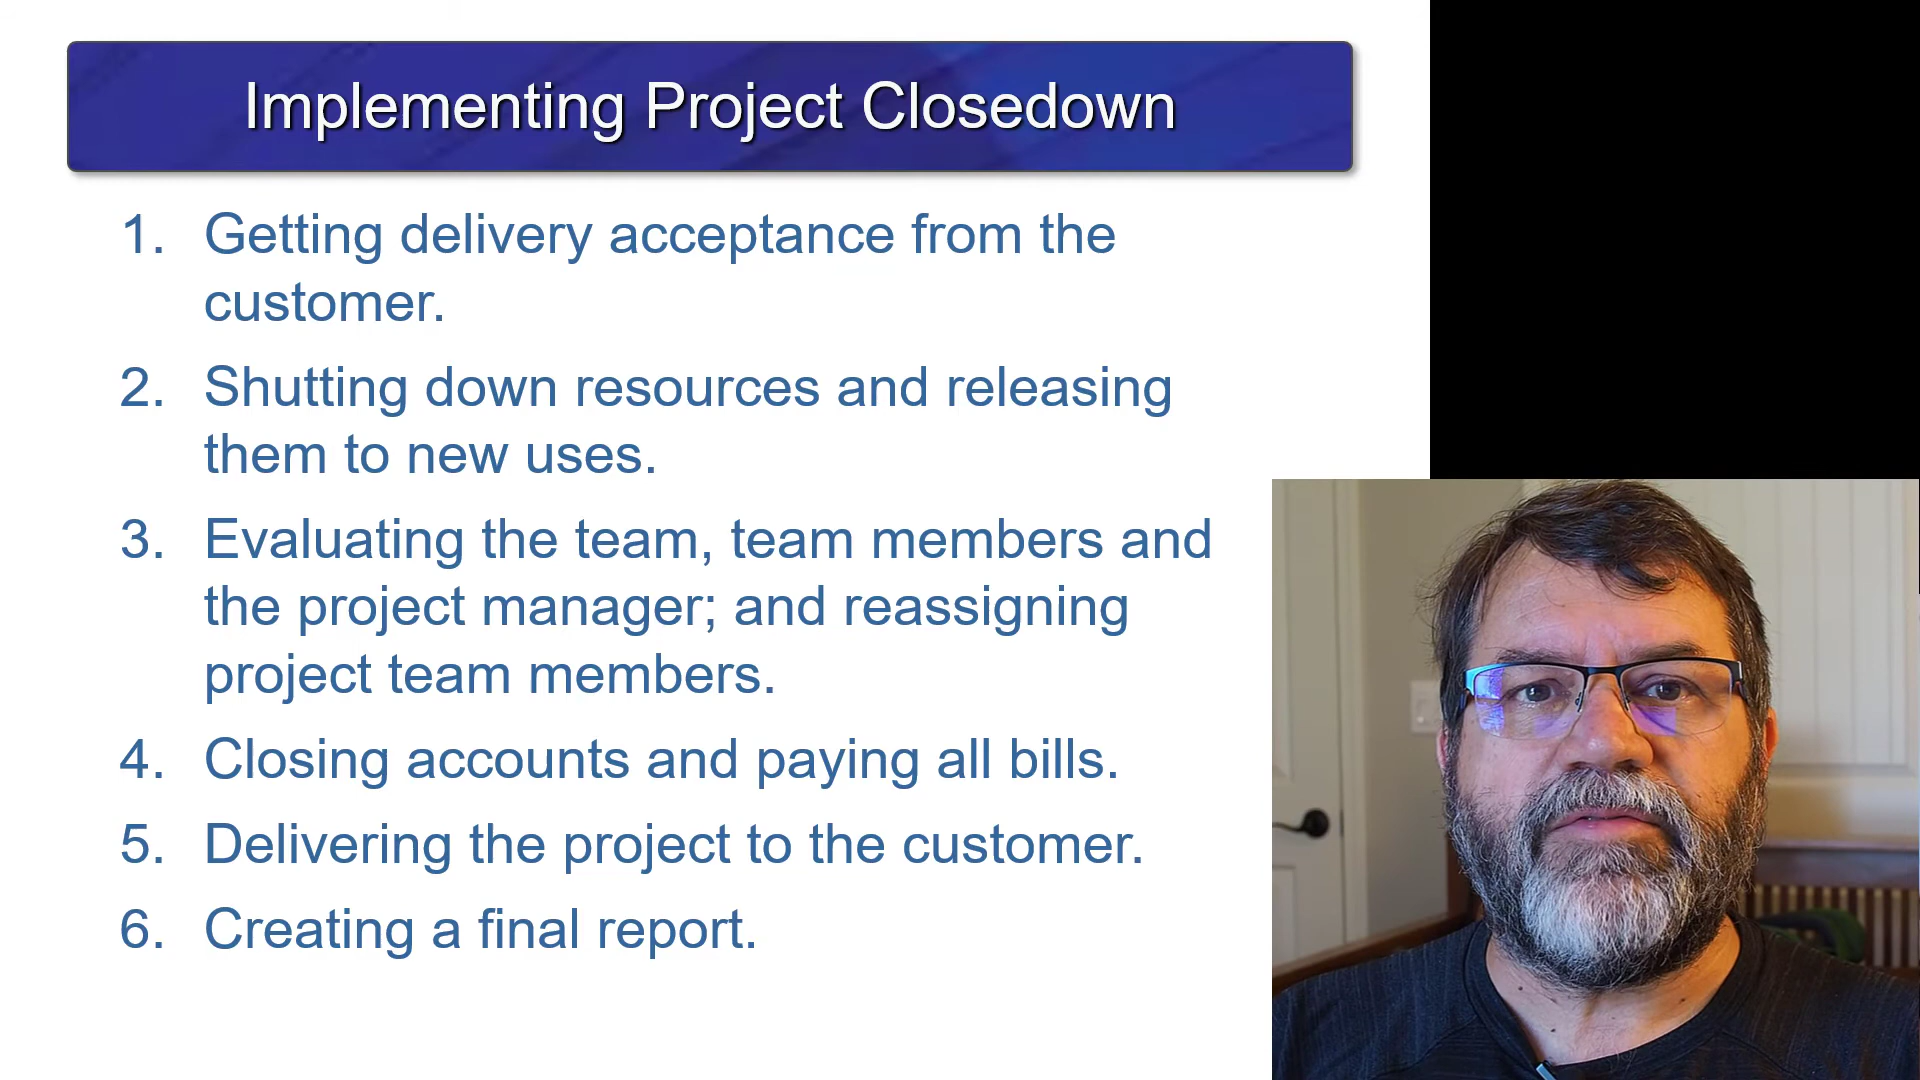 Implementing Project Closedown
1. Getting delivery acceptance from the
customer.
2. Shutting down resources and releasing
them to new uses.
3. Evaluating the team, team members and
the project manager; and reassigning
project team members.
4. Closing accounts and paying all bills.
5. Delivering the project to the customer.
6. Creating a final report.